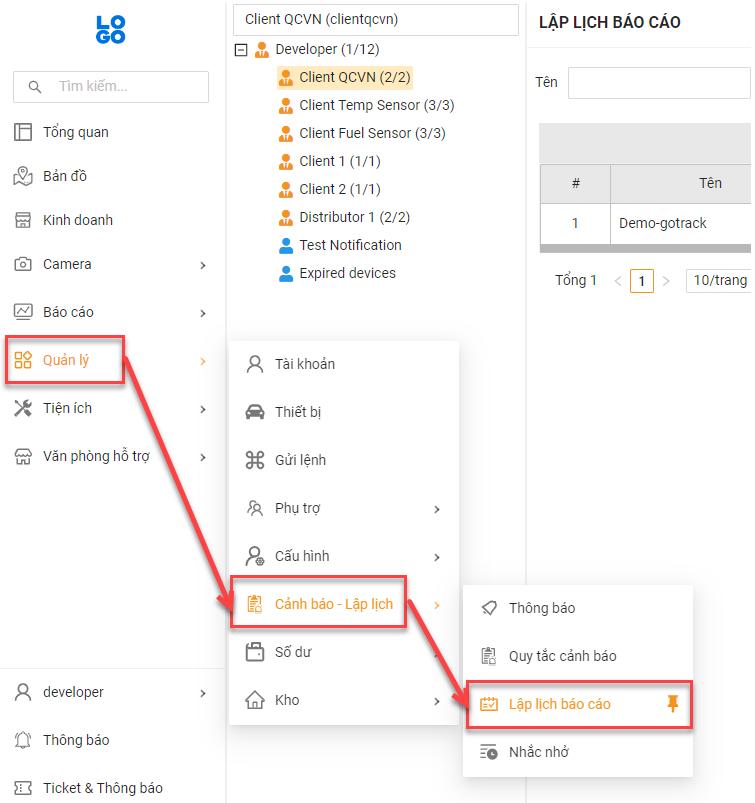 LO
GO
Tìm kiếm...
Tổng quan
Bản đồ
Kinh doanh
Camera
Báo cáo
Quản lý
Tiện ích
Văn phòng hỗ trợ
developer
Thông báo
Ticket & Thông báo
Client QCVN (clientqcvn)
Developer (1/12)
Client QCVN (2/2)
Client Temp Sensor (3/3)
Client Fuel Sensor (3/3)
Client 1 (1/1)
Client 2 (1/1)
Distributor 1 (2/2)
Test Notification
Expired devices
Tài khoản
Thiết bị
Gửi lệnh
Phụ trợ
Cấu hình
Cảnh báo - Lập lịch
Số dư
Kho
Thông báo
Quy tắc cảnh báo
Lập lịch báo cáo
Nhắc nhở
LẬP LỊCH BÁO CÁO
Tên
# Tên
1 Demo-gotrack
Tổng 1 < 1 > 10/trang